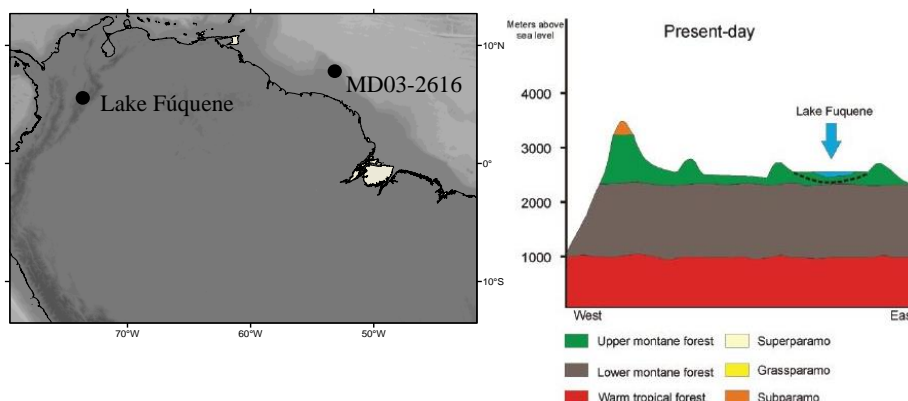 10°N
0°
10°S
70°W
60°W
50°W
Lake Fúquene
MD03-2616
Meters above
sea level
Present-day
4000
3000
2000
1000
Lake Fuquene
West
Eas
Upper montane forest
Superparamo
Lower montane forest
Grassparamo
Warm tropical forest
Subparamo